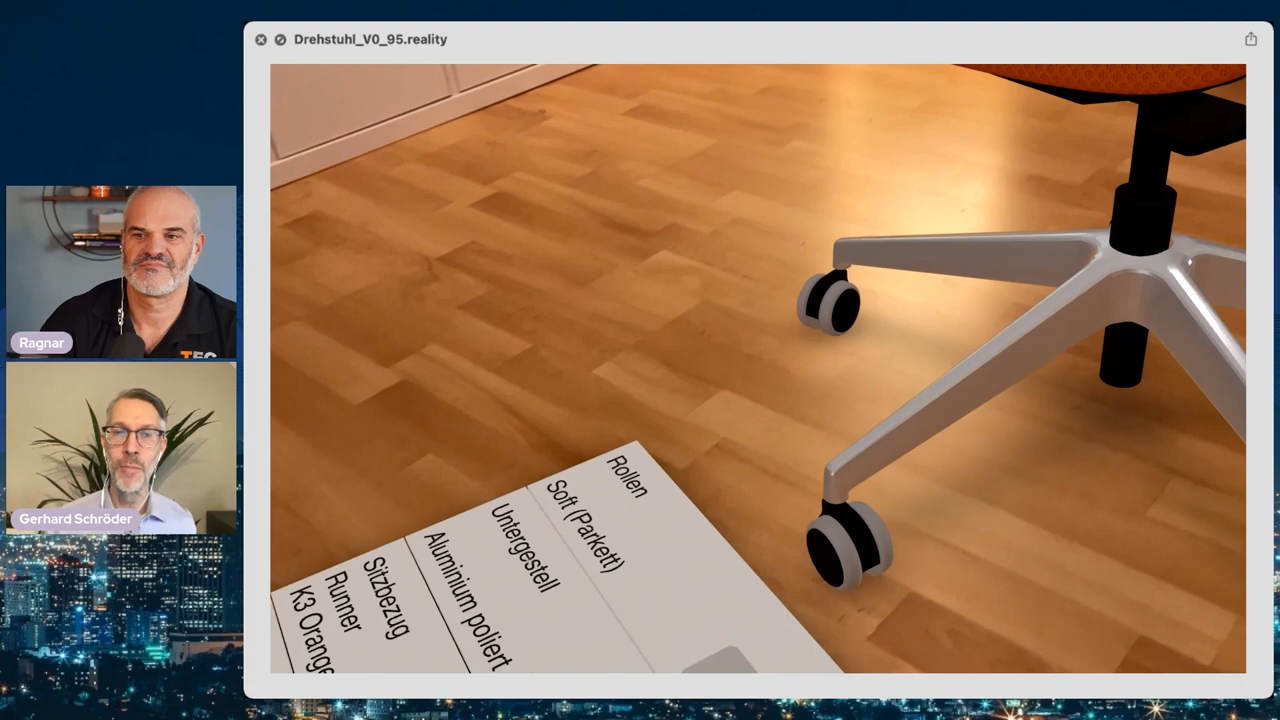 Drehstuhl_V0_95.reality
Ragnar
Gerhard Schröder
Rollen
Soft (Parkett)
Untergestell
Aluminium poliert
Sitzbezug
Runner
K3 Orange